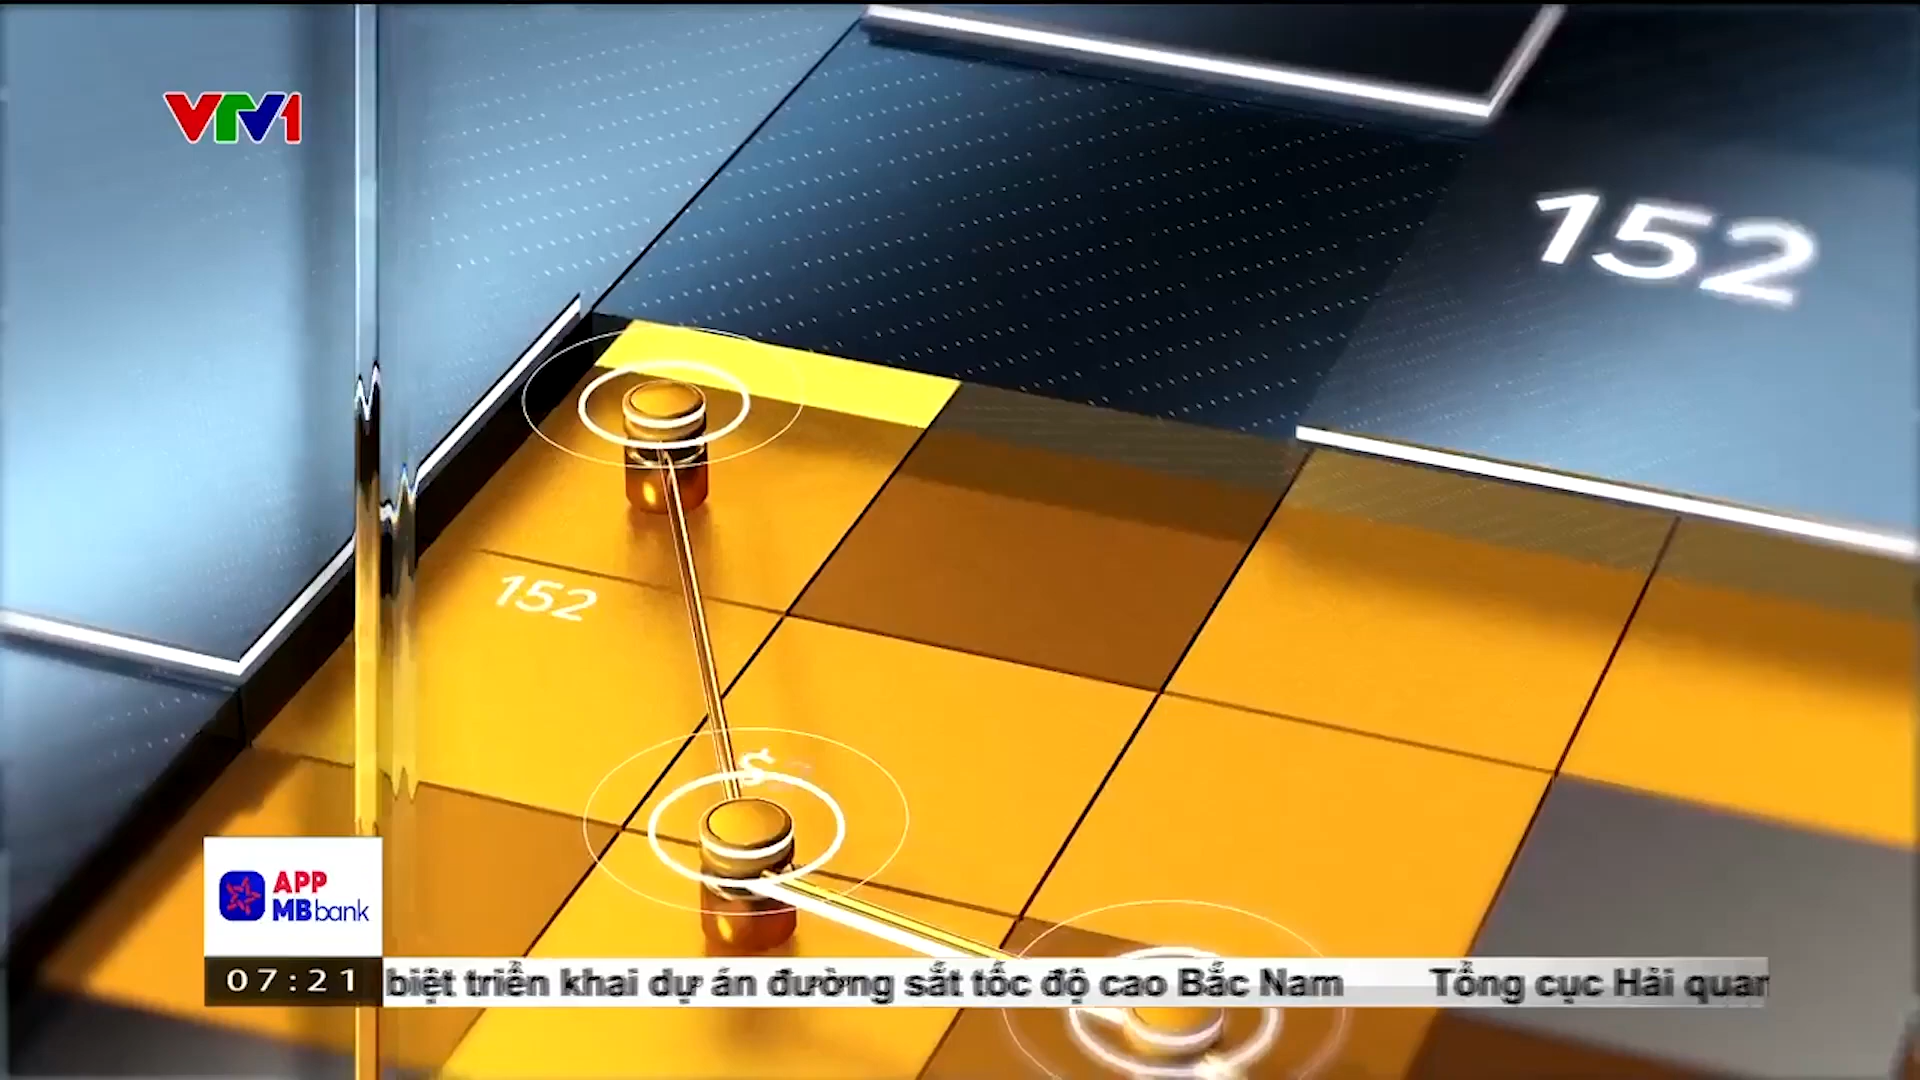 VTV1
152
152
$
APP
MBbank
07:21
biệt triển khai dự án đường sắt tốc độ cao Bắc Nam
Tổng cục Hải quan